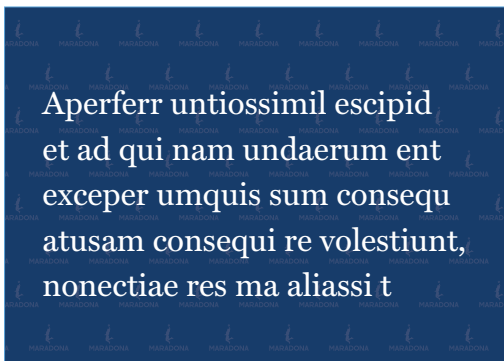 Aperferr untiossimil escipid
et ad qui nam undaerum ent
exceper umquis sum consequ
atusam consequi re volestiunt,
nonectiae res ma aliassi t
MARADONA